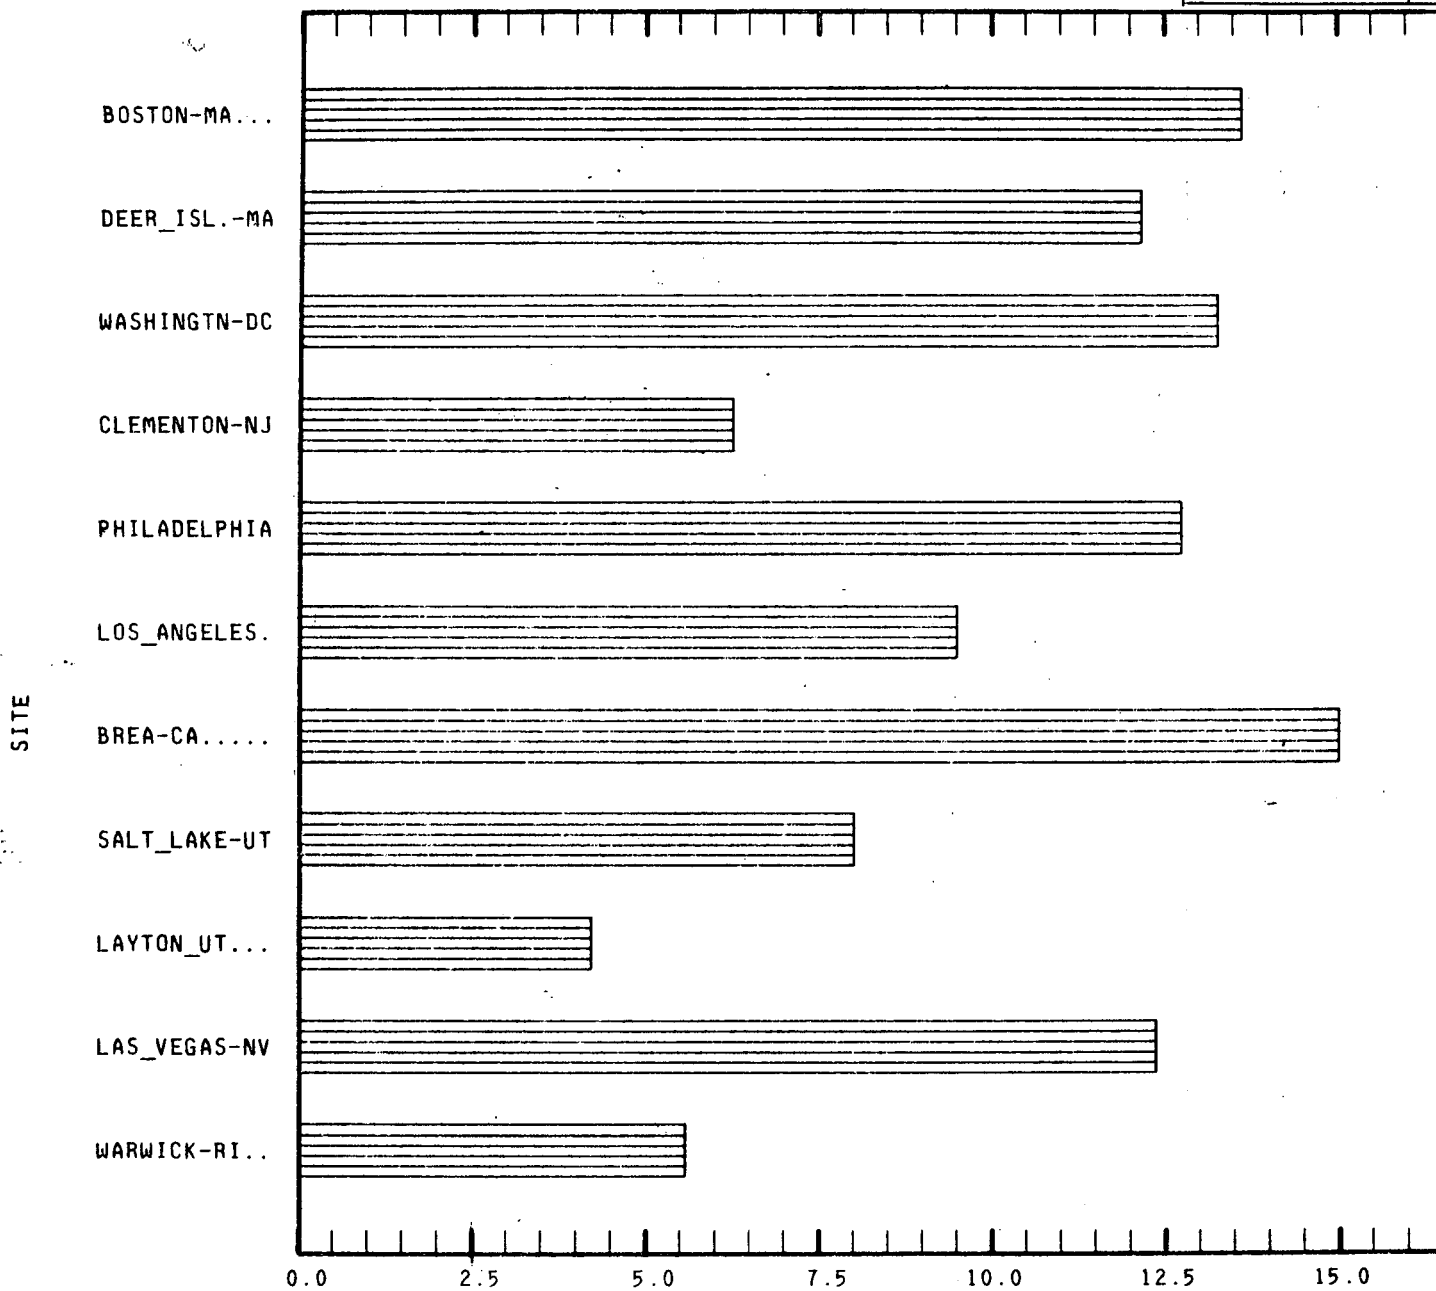 BOSTON-MA...
DEER_ISL.-MA
WASHINGTN-DC
CLEMENTON-NJ
PHILADELPHIA
LOS_ANGELES.
SITE
BREA-CA.....
SALT_LAKE-UT
LAYTON_UT...
LAS_VEGAS-NV
WARWICK-RI..
0.0 2.5 5.0 7.5 10.0 12.5 15.0